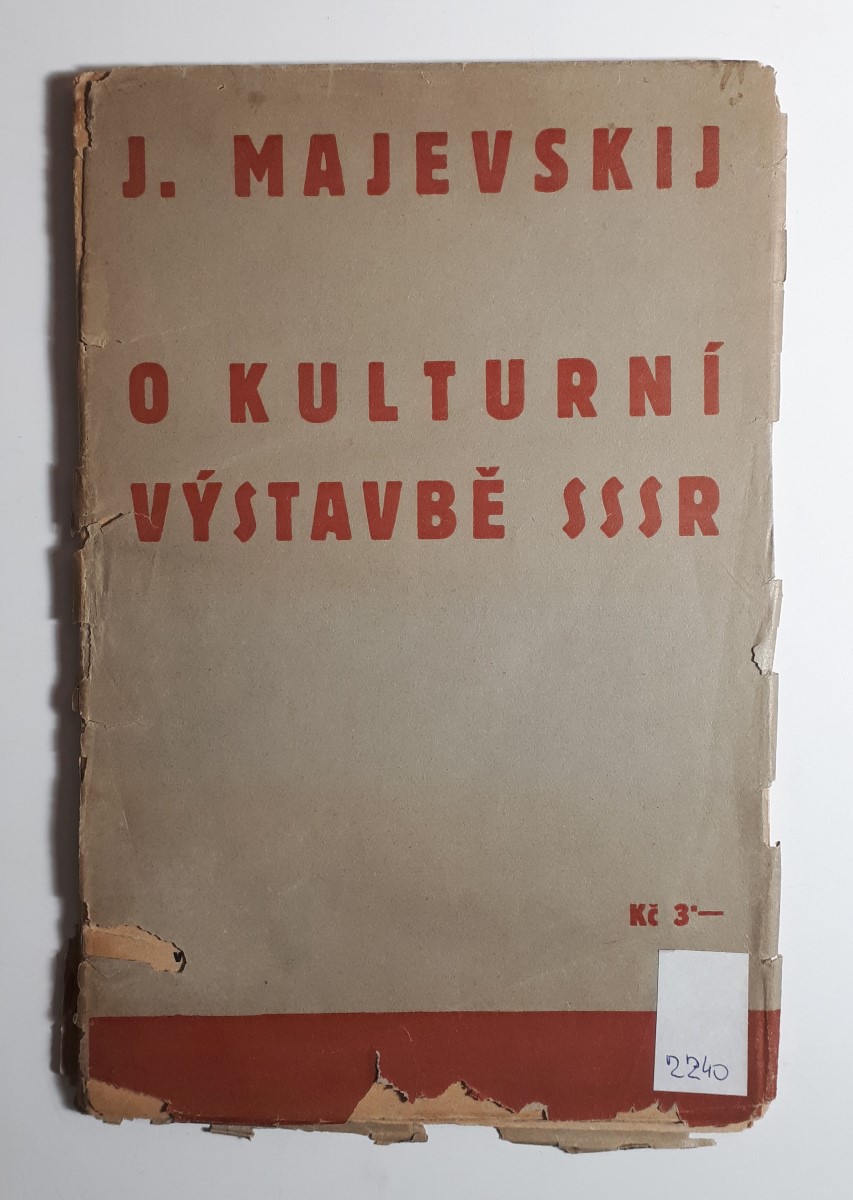 J. MAJEVSKIJ
O KULTURNÍ
VÝSTAVBĚ SSSR
Kč 3·—
2240